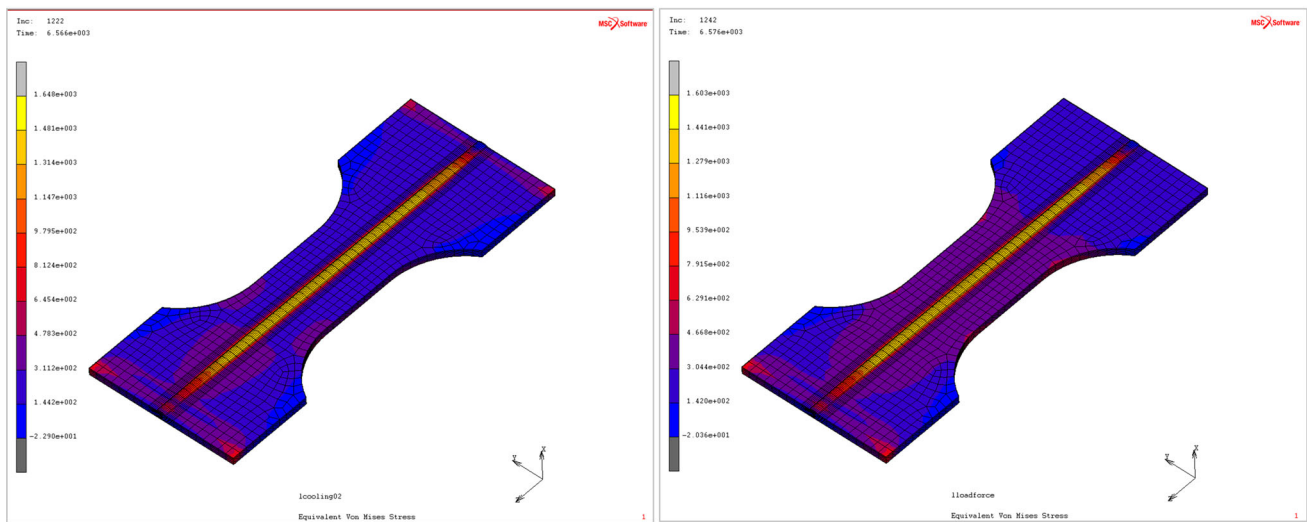 Inc: 1222
Time: 6.566e+003
MSC Software
1.648e+003
1.481e+003
1.314e+003
1.147e+003
9.795e+002
8.124e+002
6.454e+002
4.783e+002
3.112e+002
1.442e+002
-2.290e+001
X
Y
Z
lcooling02
Equivalent Von Mises Stress
1
Inc: 1242
Time: 6.576e+003
MSC Software
1.603e+003
1.441e+003
1.279e+003
1.116e+003
9.539e+002
7.915e+002
6.291e+002
4.668e+002
3.044e+002
1.420e+002
-2.036e+001
X
Y
Z
lloadforce
Equivalent Von Mises Stress
1